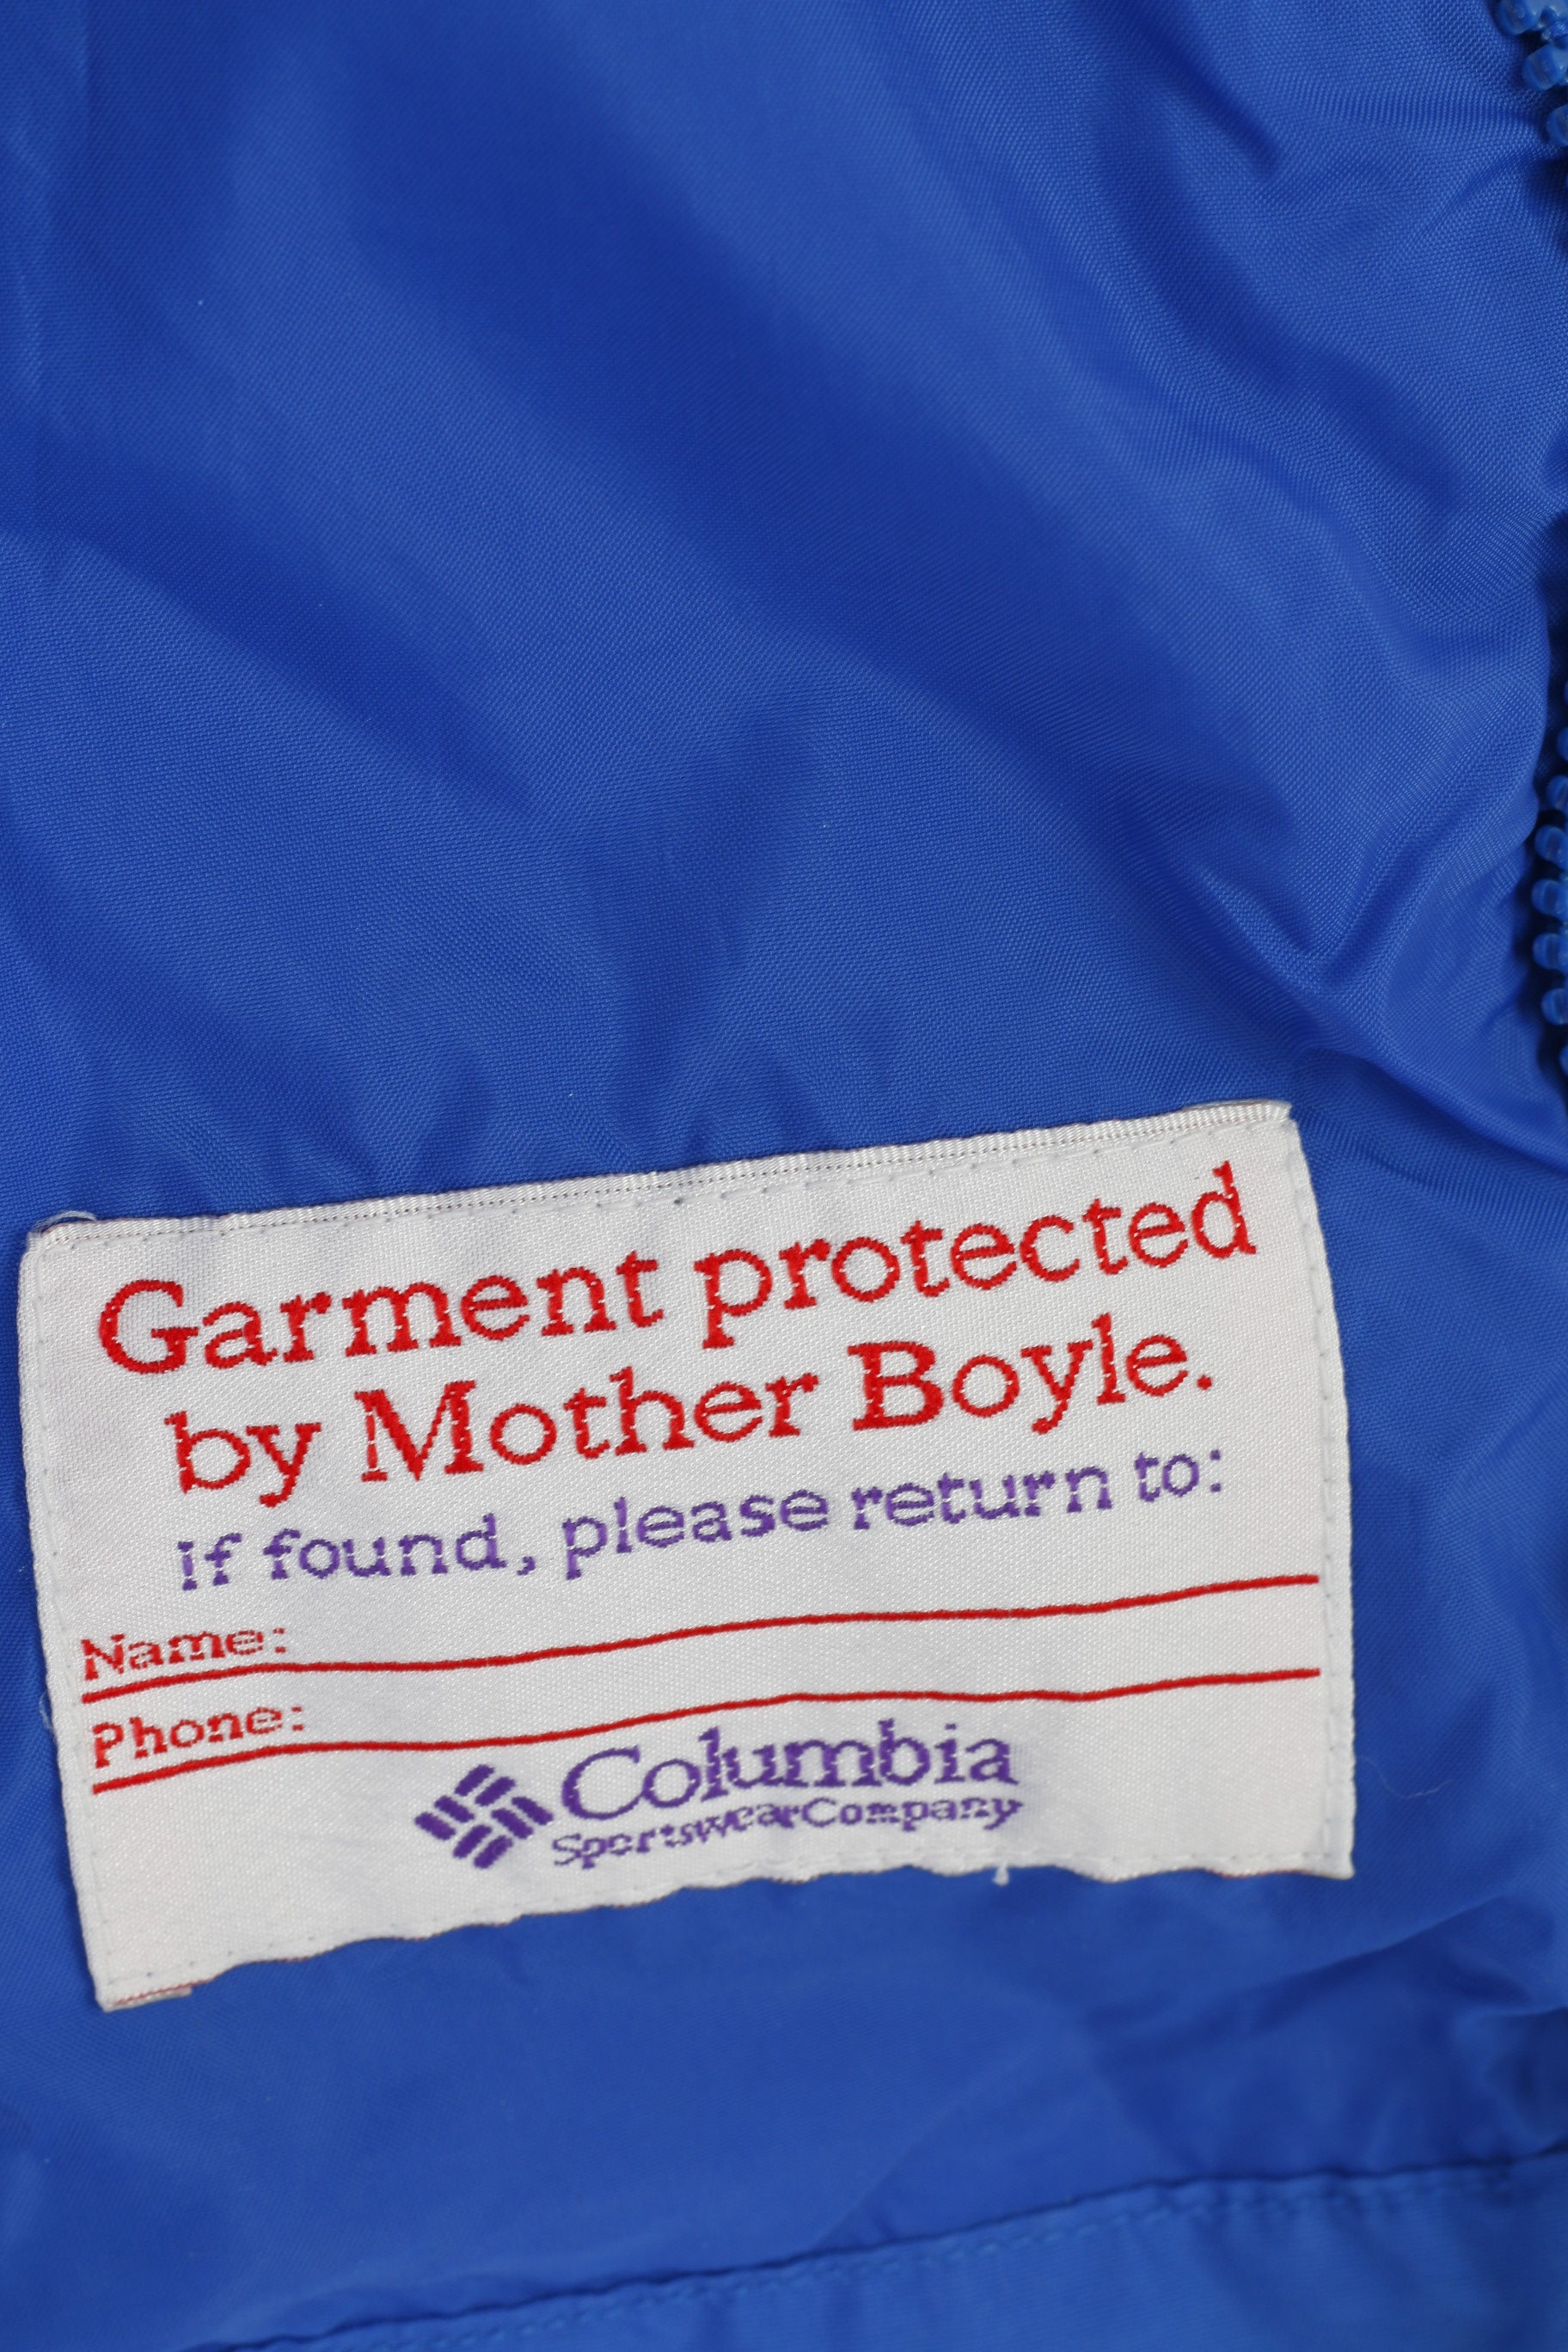 Garment protected
by Mother Boyle.
If found, please return to:
Name:
Phone:
Columbia
SportswearCompany